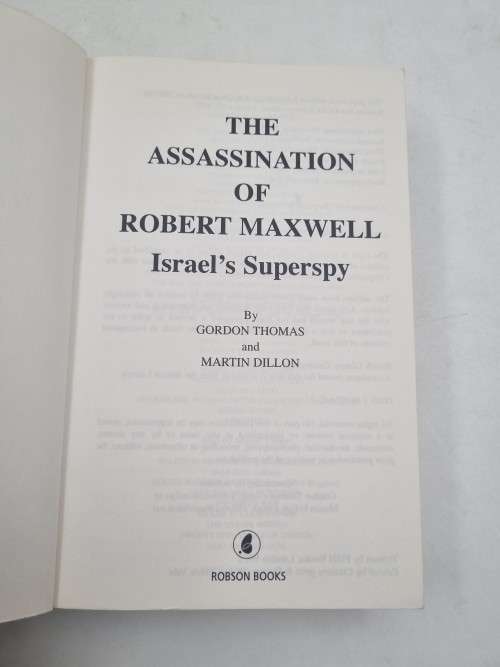 THE
ASSASSINATION
OF
ROBERT MAXWELL
Israel's Superspy
By
GORDON THOMAS
and
MARTIN DILLON
ROBSON BOOKS